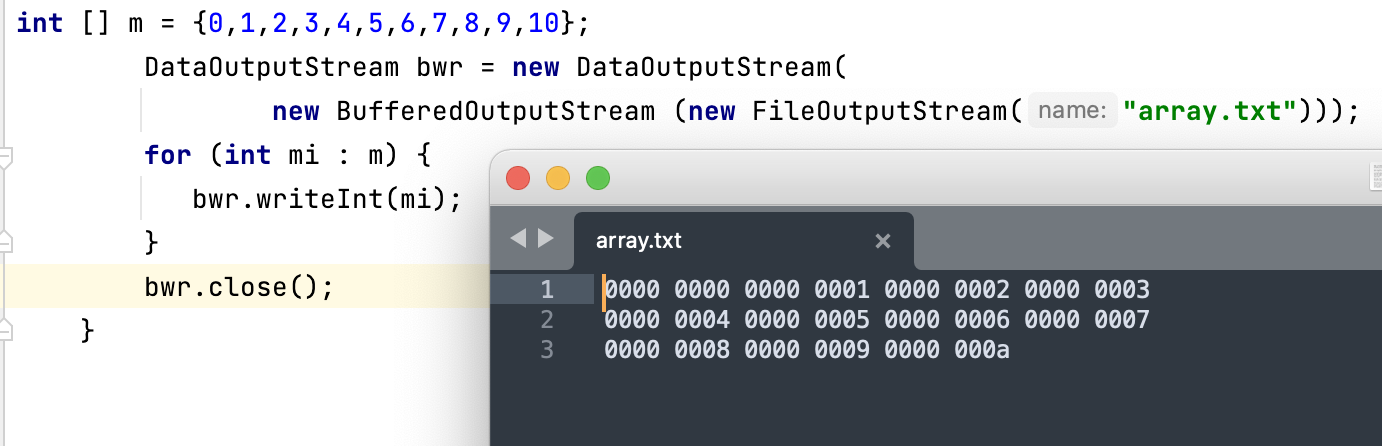 int [] m = {0,1,2,3,4,5,6,7,8,9,10};
DataOutputStream bwr = new DataOutputStream(
new BufferedOutputStream (new FileOutputStream( name: "array.txt")));
for (int mi : m) {
bwr.writeInt(mi);
}
bwr.close();
}
array.txt ×
1 0000 0000 0000 0001 0000 0002 0000 0003
2 0000 0004 0000 0005 0000 0006 0000 0007
3 0000 0008 0000 0009 0000 000a